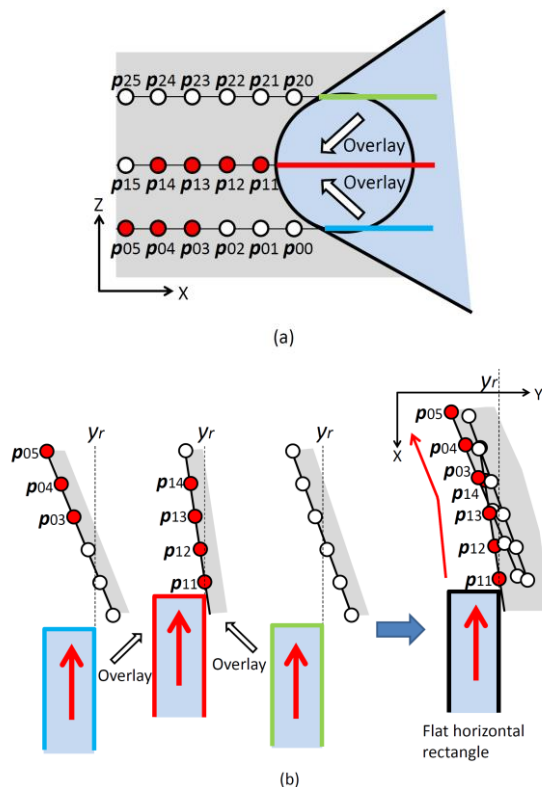 p25 p24 p23 p22 p21 p20
Overlay
p15 p14 p13 p12 p11
Overlay
Z
p05 p04 p03 p02 p01 p00
X
(a)
yr Y
p05
yr yr yr
p05 X p04
p04 p14 p03
p14
p03 p13 p13
p12 p12
p11 p11
Overlay Overlay
Flat horizontal
rectangle
(b)